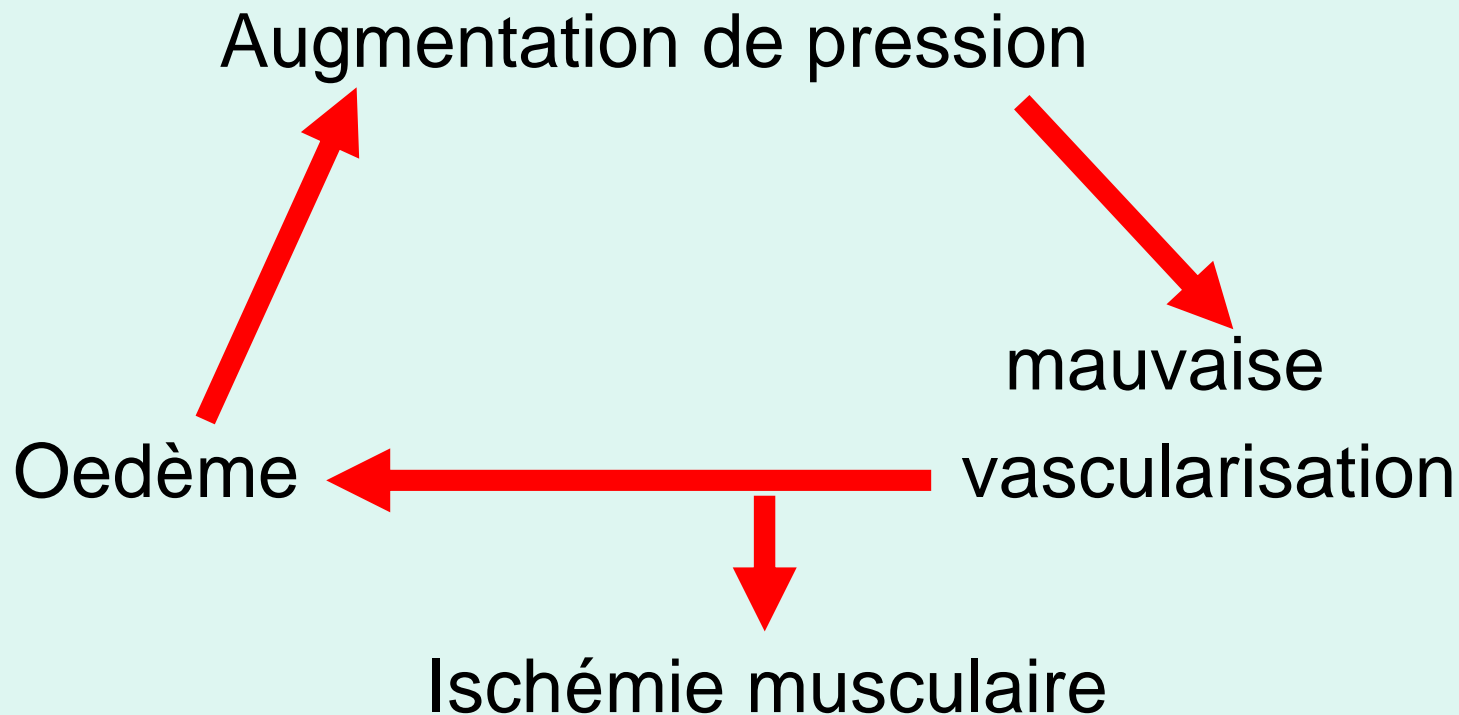 Augmentation de pression
mauvaise
Oedème
vascularisation
Ischémie musculaire